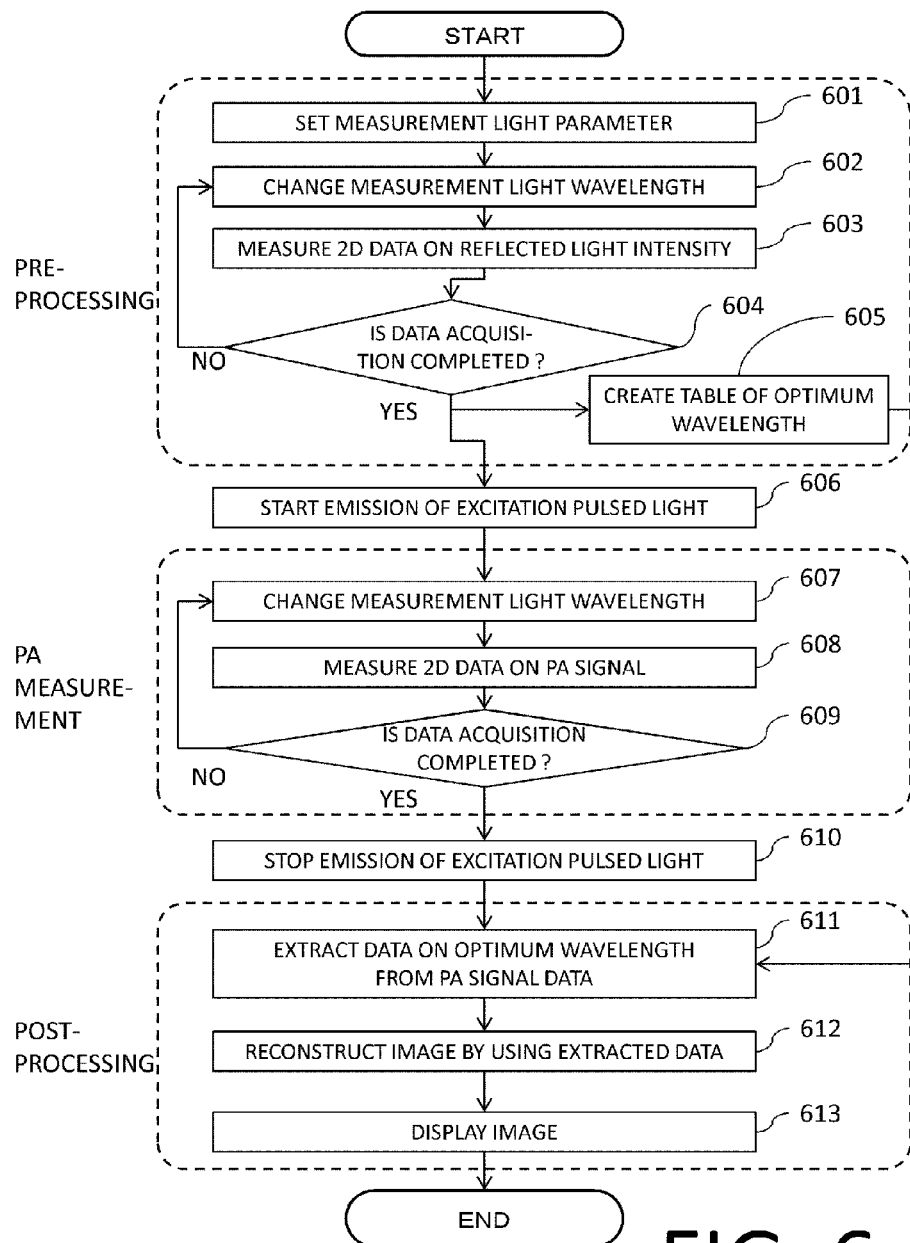 START
601
SET MEASUREMENT LIGHT PARAMETER
602
CHANGE MEASUREMENT LIGHT WAVELENGTH
603
MEASURE 2D DATA ON REFLECTED LIGHT INTENSITY
PRE-
PROCESSING
604
IS DATA ACQUISI-
TION COMPLETED ?
NO
605
YES
CREATE TABLE OF OPTIMUM
WAVELENGTH
606
START EMISSION OF EXCITATION PULSED LIGHT
607
CHANGE MEASUREMENT LIGHT WAVELENGTH
PA
MEASURE-
MENT
608
MEASURE 2D DATA ON PA SIGNAL
609
IS DATA ACQUISITION
COMPLETED ?
NO
YES
610
STOP EMISSION OF EXCITATION PULSED LIGHT
611
EXTRACT DATA ON OPTIMUM WAVELENGTH
FROM PA SIGNAL DATA
POST-
PROCESSING
612
RECONSTRUCT IMAGE BY USING EXTRACTED DATA
613
DISPLAY IMAGE
END
FIG. 6